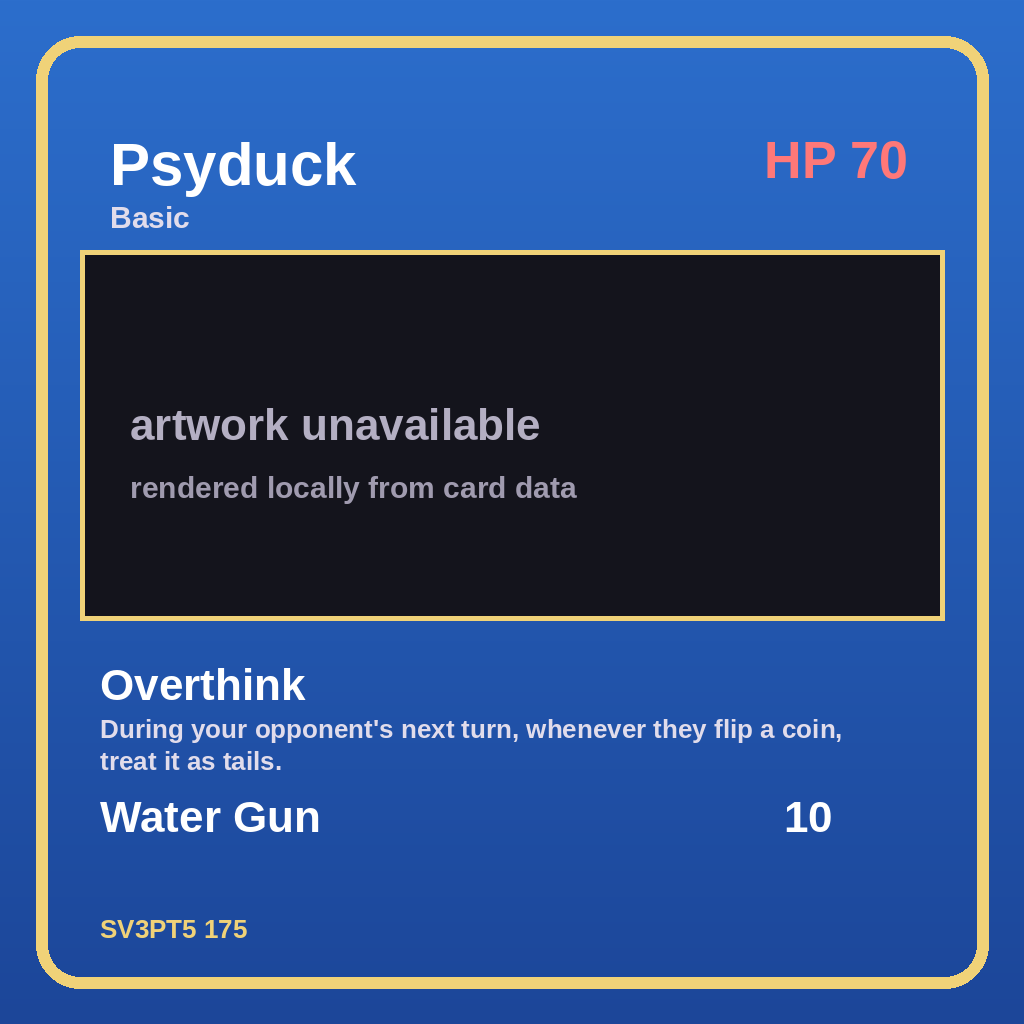 Psyduck
HP 70
Basic
artwork unavailable
rendered locally from card data
Overthink
During your opponent's next turn, whenever they flip a coin,
treat it as tails.
Water Gun 10
SV3PT5 175